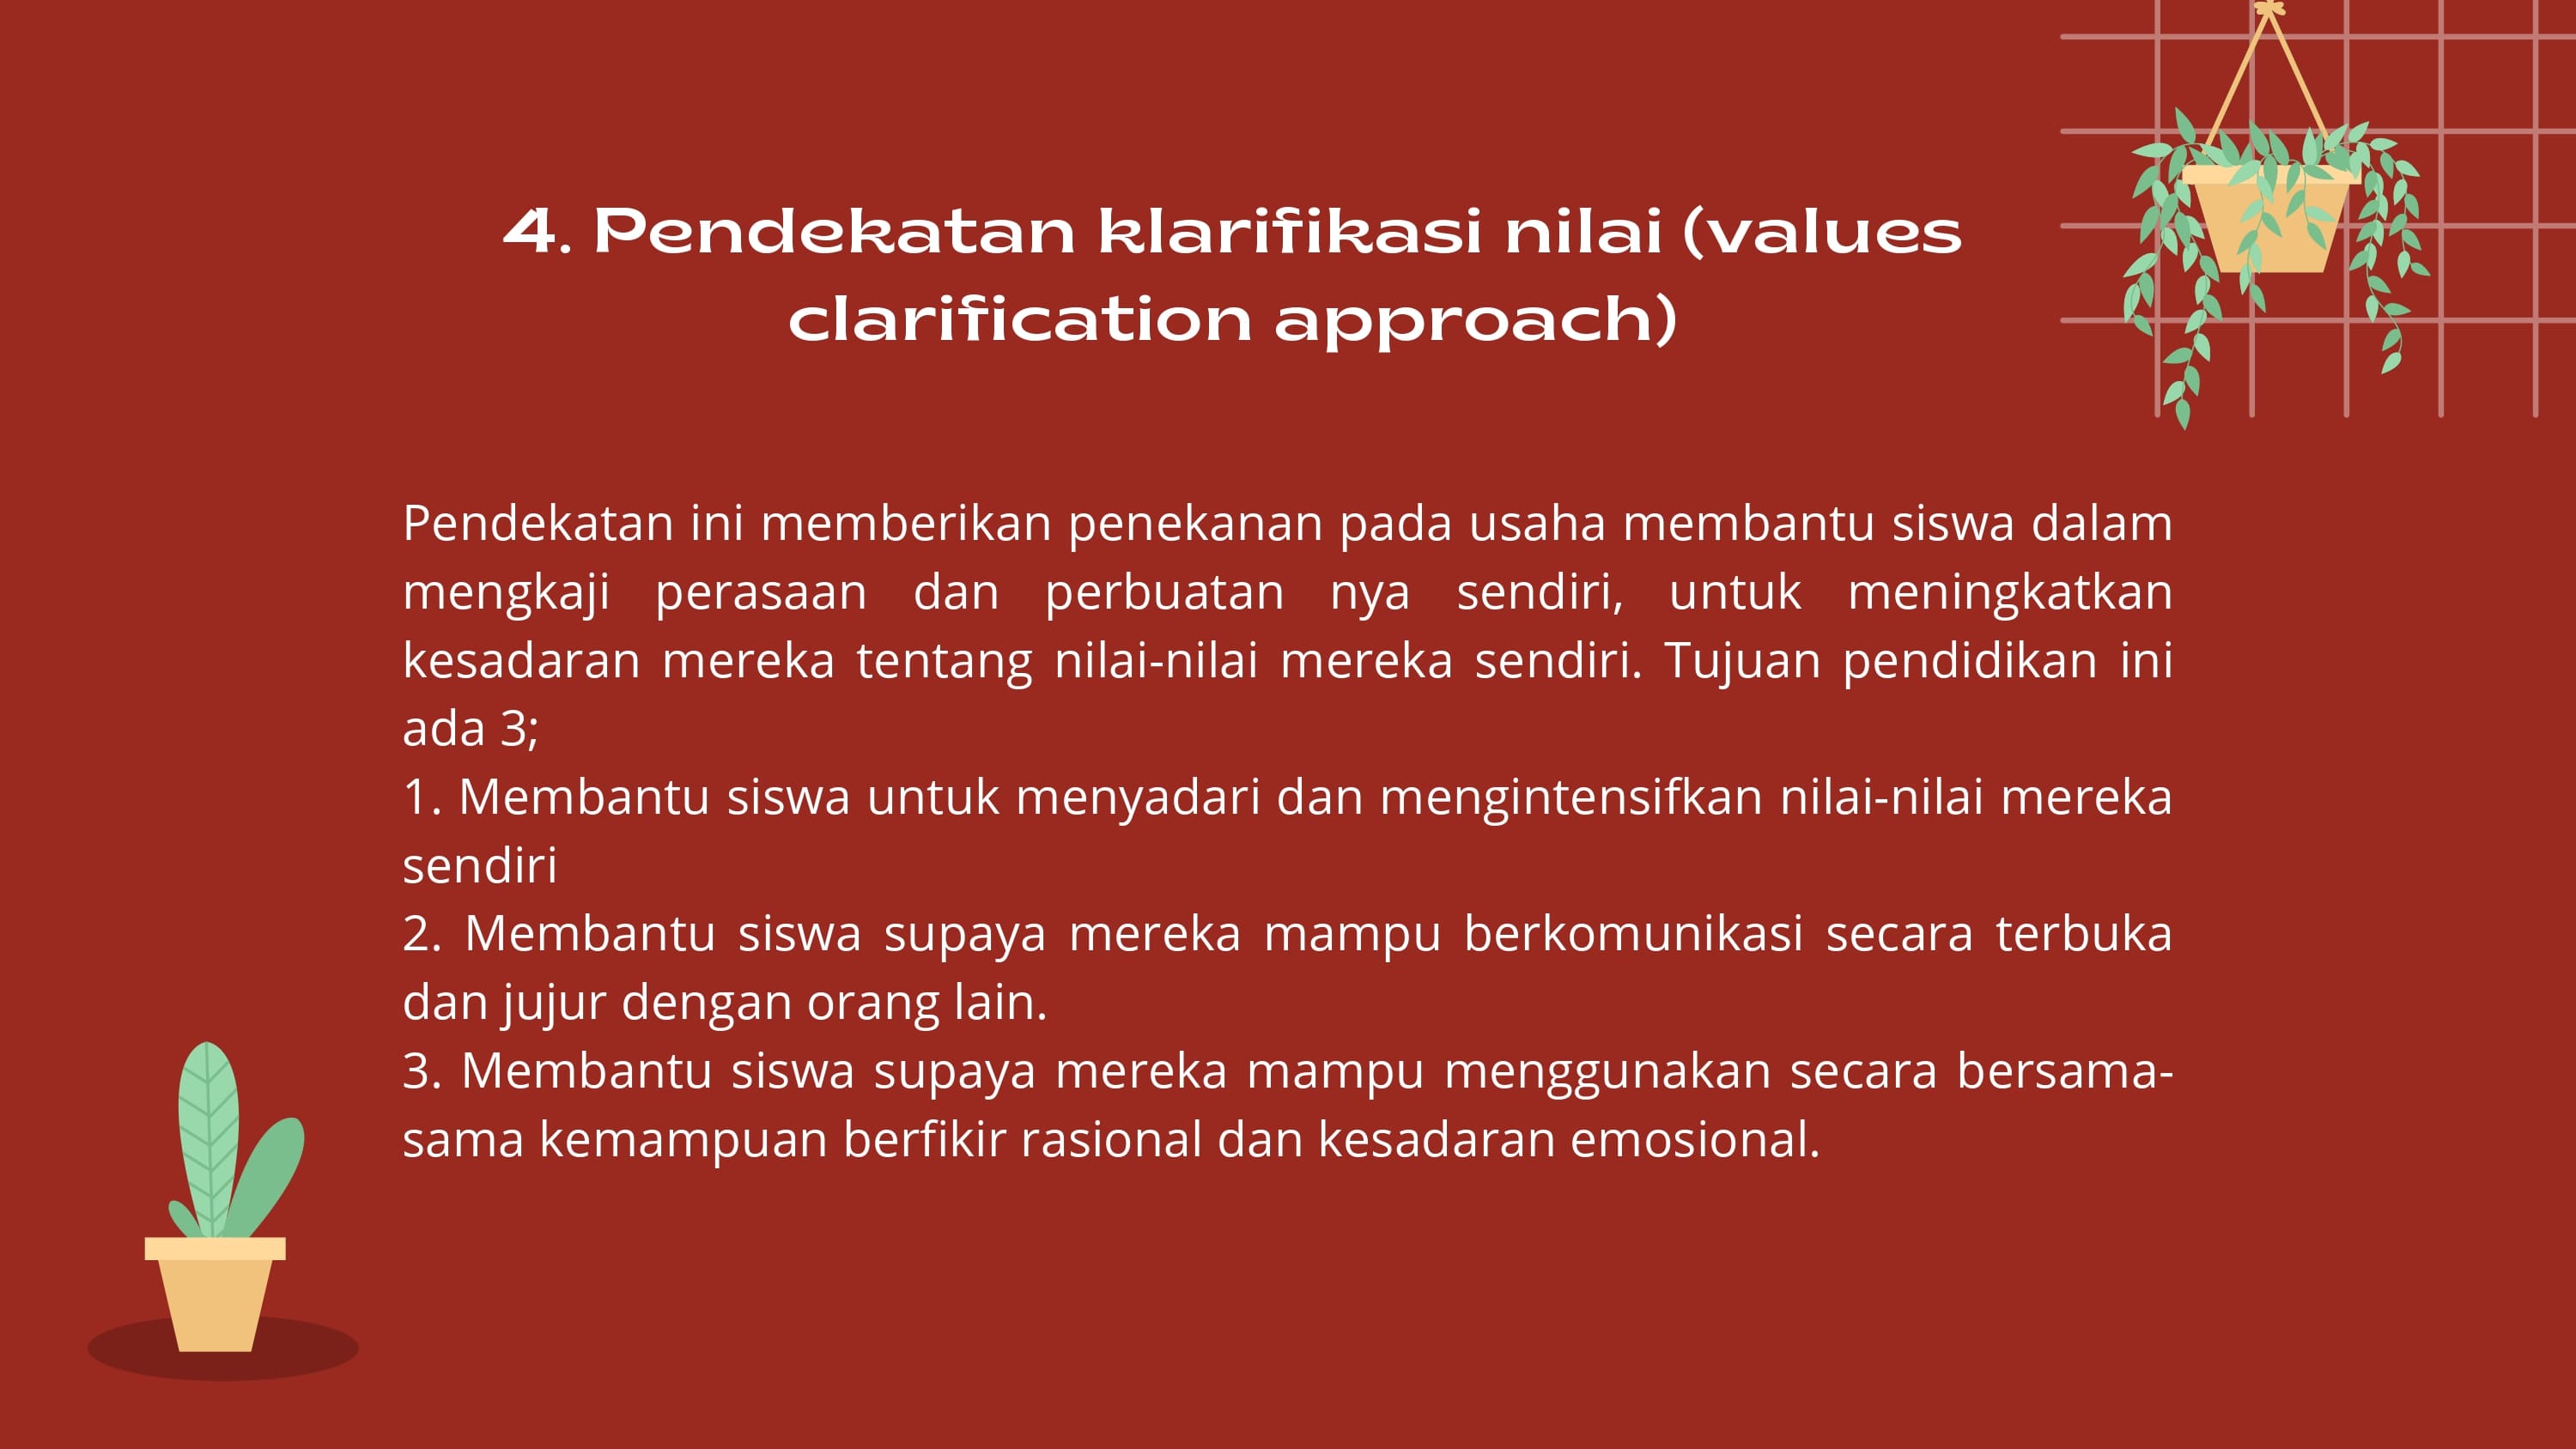 4. Pendekatan klarifikasi nilai (values
clarification approach)
Pendekatan ini memberikan penekanan pada usaha membantu siswa dalam
mengkaji perasaan dan perbuatan nya sendiri, untuk meningkatkan
kesadaran mereka tentang nilai-nilai mereka sendiri. Tujuan pendidikan ini
ada 3;
1. Membantu siswa untuk menyadari dan mengintensifkan nilai-nilai mereka
sendiri
2. Membantu siswa supaya mereka mampu berkomunikasi secara terbuka
dan jujur dengan orang lain.
3. Membantu siswa supaya mereka mampu menggunakan secara bersama-
sama kemampuan berfikir rasional dan kesadaran emosional.